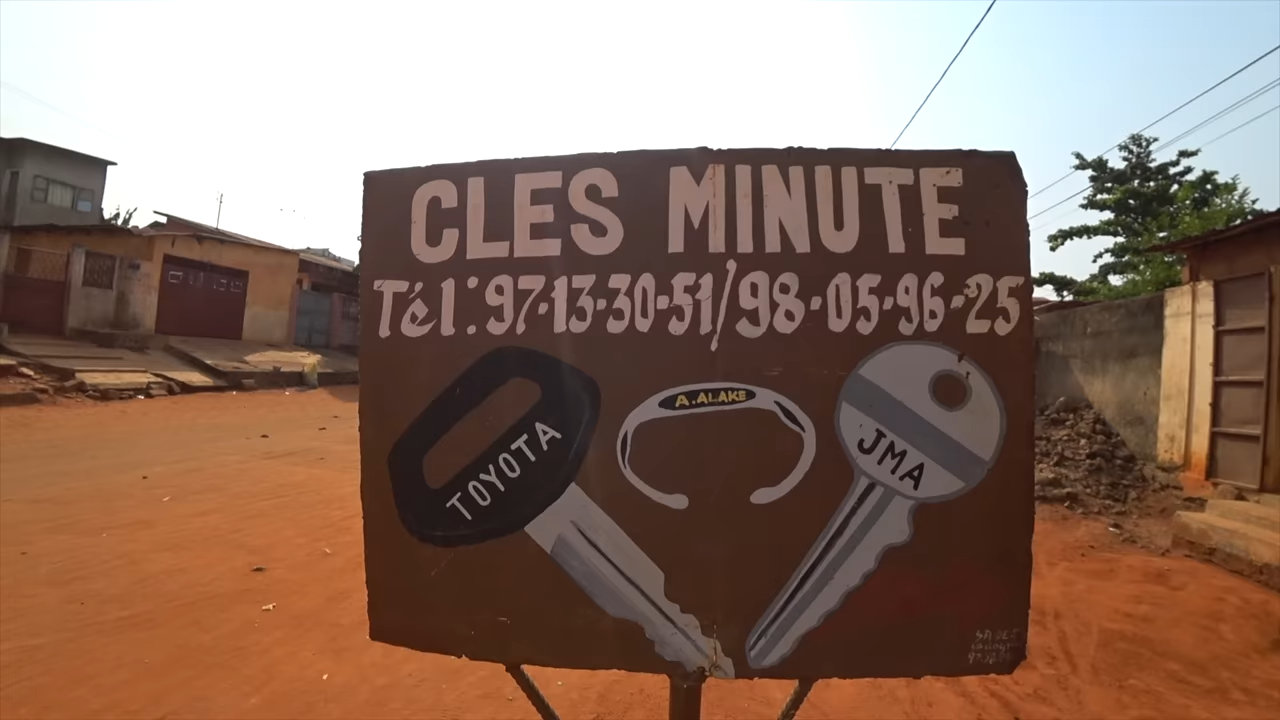 CLES MINUTE
Tél:97-13-30-51/98-05-96-25
A.ALAKE
TOYOTA
JMA